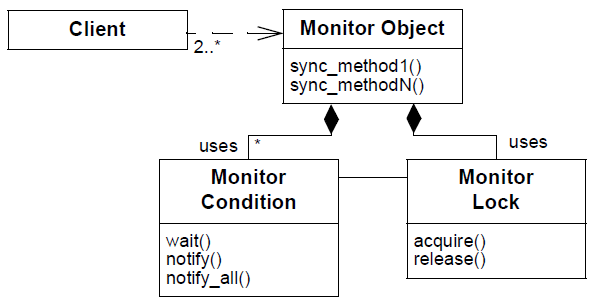 Client
2..*
Monitor Object
sync_method1()
sync_methodN()
uses
*
uses
Monitor
Condition
wait()
notify()
notify_all()
Monitor
Lock
acquire()
release()